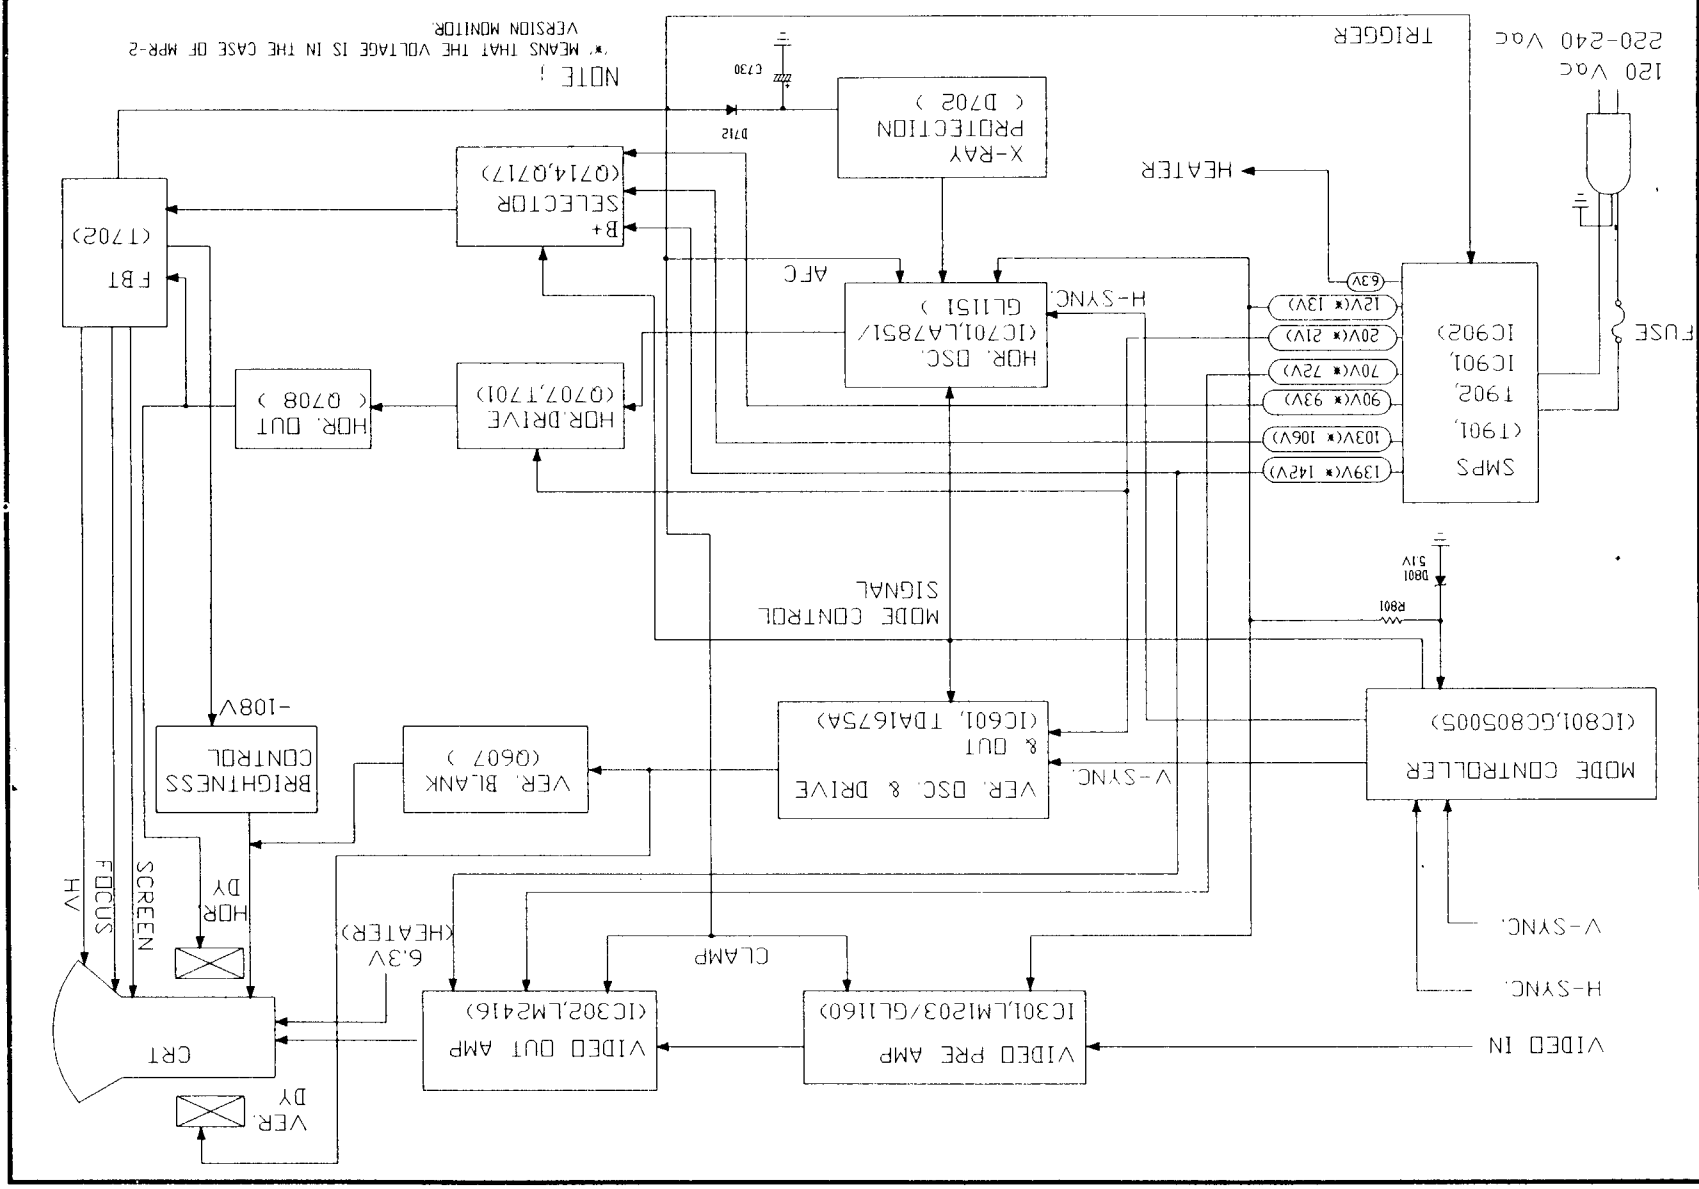 VER.
DY
CRT
VIDEO IN
VIDEO PRE AMP
IC301,LM1203/GL1160)
VIDEO OUT AMP
(IC302,LM2416)
H-SYNC.
V-SYNC.
CLAMP
6.3V
(HEATER)
HOR
DY
SCREEN
FOCUS
HV
MODE CONTROLLER
(IC801,GC805005)
V-SYNC.
VER. OSC. & DRIVE
& OUT
(IC601, TDA1675A)
VER. BLANK
(Q607 )
BRIGHTNESS
CONTROL
-108V
R801
D801
5.1V
MODE CONTROL
SIGNAL
SMPS
(T901,
T902,
IC901,
IC902)
139V(* 142V)
103V(* 106V)
90V(* 93V)
70V(* 72V)
20V(* 21V)
12V(* 13V)
6.3V
HEATER
FUSE
H-SYNC.
HOR. OSC.
(IC701,LA7851/
GL1151 )
AFC
HOR.DRIVE
(Q707,T701)
HOR. OUT
( Q708 )
FBT
(T702)
B+
SELECTOR
(Q714,Q717)
X-RAY
PROTECTION
( D702 )
D712
C730
120 Vac
220-240 Vac
TRIGGER
NOTE ;
'*' MEANS THAT THE VOLTAGE IS IN THE CASE OF MPR-2
VERSION MONITOR.